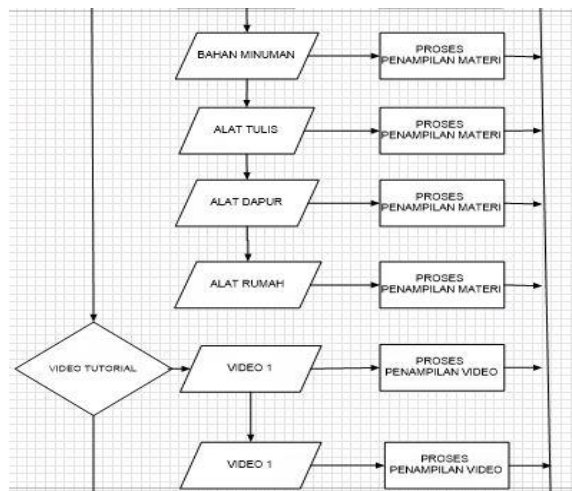 BAHAN MINUMAN
PROSES
PENAMPILAN MATERI
ALAT TULIS
PROSES
PENAMPILAN MATERI
ALAT DAPUR
PROSES
PENAMPILAN MATERI
ALAT RUMAH
PROSES
PENAMPILAN MATERI
VIDEO TUTORIAL
VIDEO 1
PROSES
PENAMPILAN VIDEO
VIDEO 1
PROSES
PENAMPILAN VIDEO